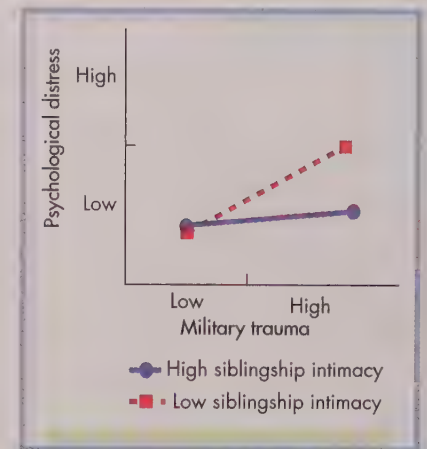 Psychological distress
High
Low
Low High
Military trauma
High siblingship intimacy
Low siblingship intimacy